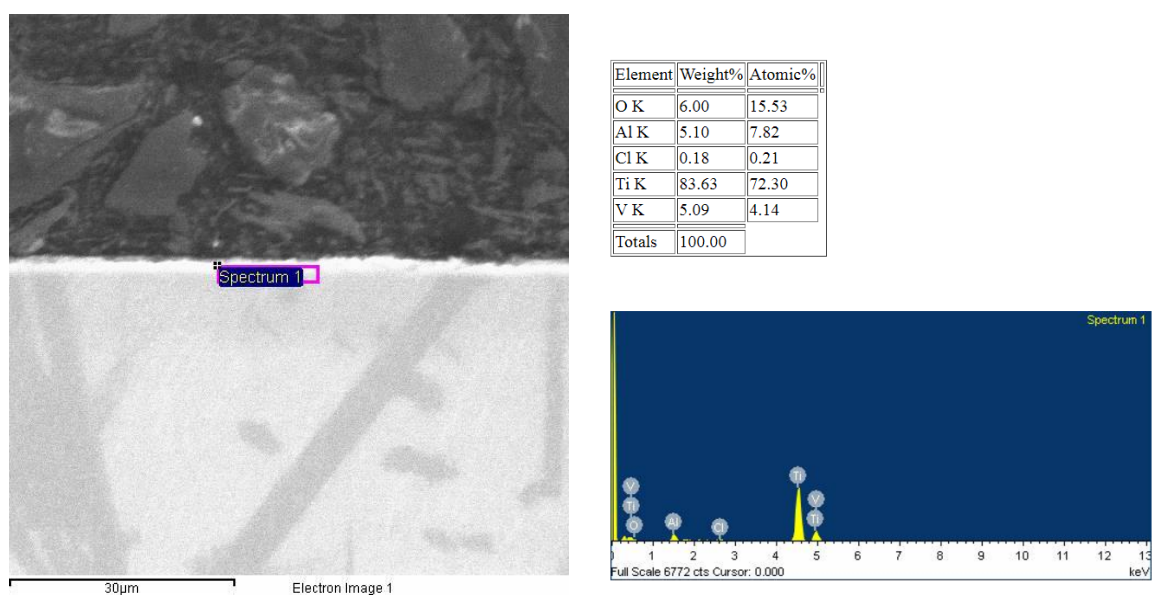 Spectrum 1
30µm
Electron Image 1
Element Weight% Atomic%
O K 6.00 15.53
Al K 5.10 7.82
Cl K 0.18 0.21
Ti K 83.63 72.30
V K 5.09 4.14
Totals 100.00
Spectrum 1
V
Ti
O
Al
Cl
Ti
V
Ti
0 1 2 3 4 5 6 7 8 9 10 11 12 13
Full Scale 6772 cts Cursor: 0.000 keV